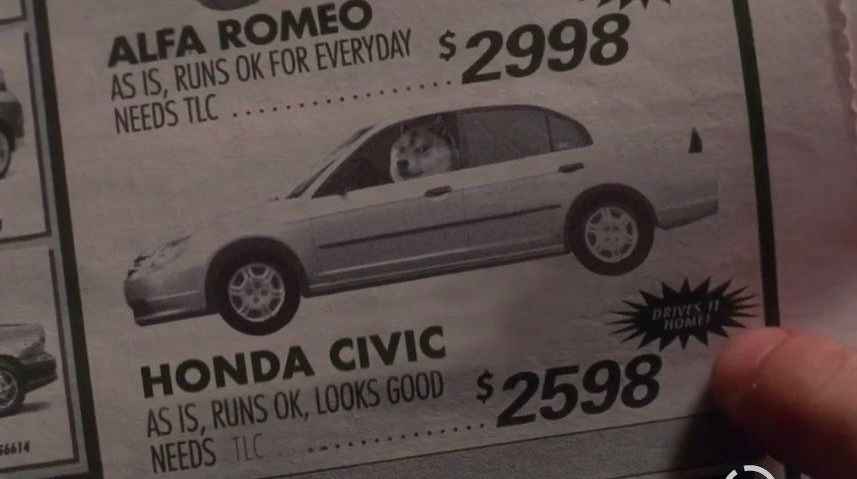 ALFA ROMEO
AS IS, RUNS OK FOR EVERYDAY
NEEDS TLC ..................... $2998
HONDA CIVIC
DRIVES IT
HOME!
AS IS, RUNS OK, LOOKS GOOD
NEEDS TLC ..................... $2598
6614